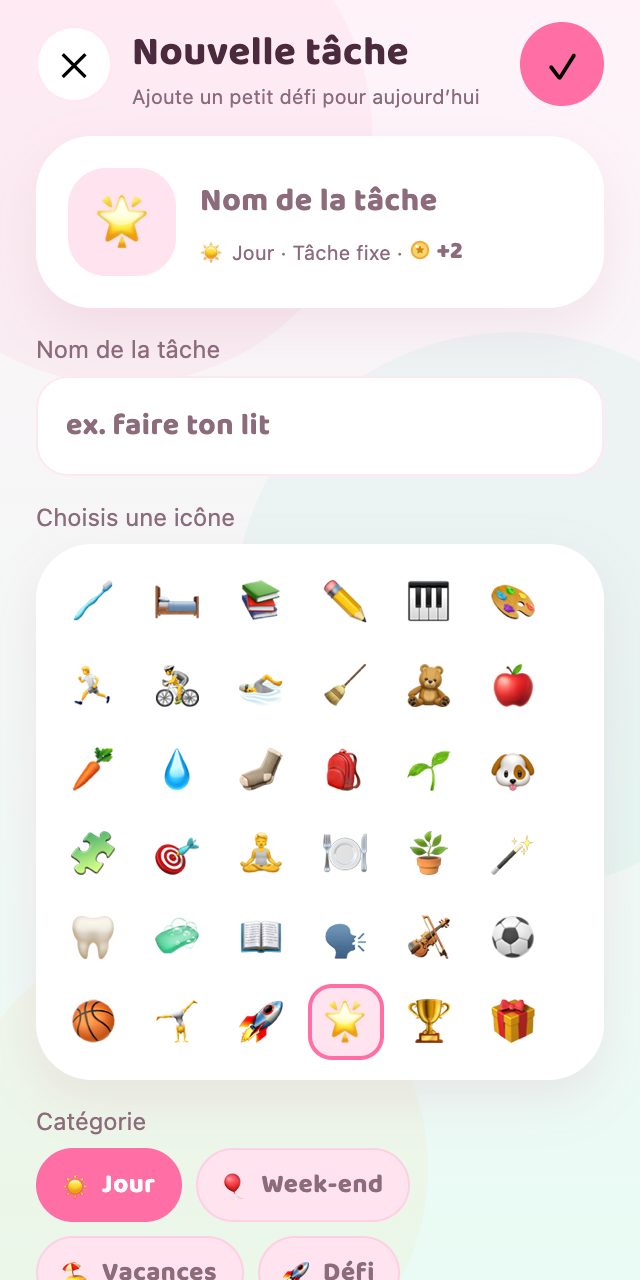 Nouvelle tâche
Ajoute un petit défi pour aujourd’hui
Nom de la tâche
Jour · Tâche fixe · +2
Nom de la tâche
ex. faire ton lit
Choisis une icône
Catégorie
Jour
Week-end
Vacances
Défi